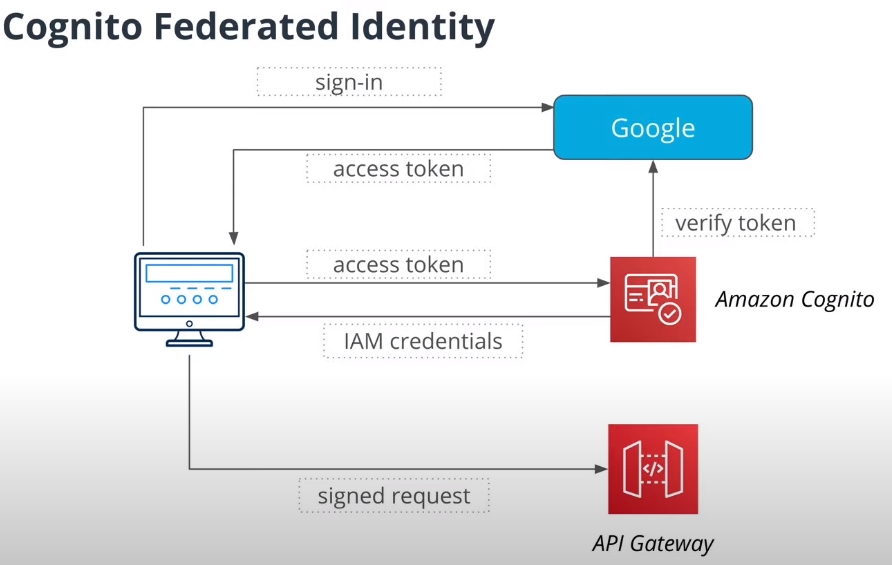 Cognito Federated Identity
sign-in
Google
access token
verify token
access token
Amazon Cognito
IAM credentials
</>
signed request
API Gateway